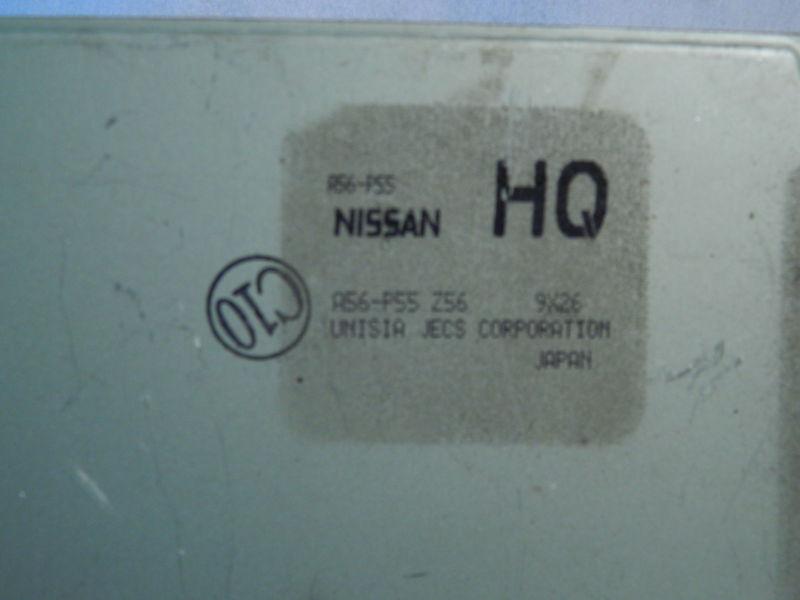 A56-P55
HQ
NISSAN
C10
A56-P55 Z56 9X26
UNISIA JECS CORPORATION
JAPAN